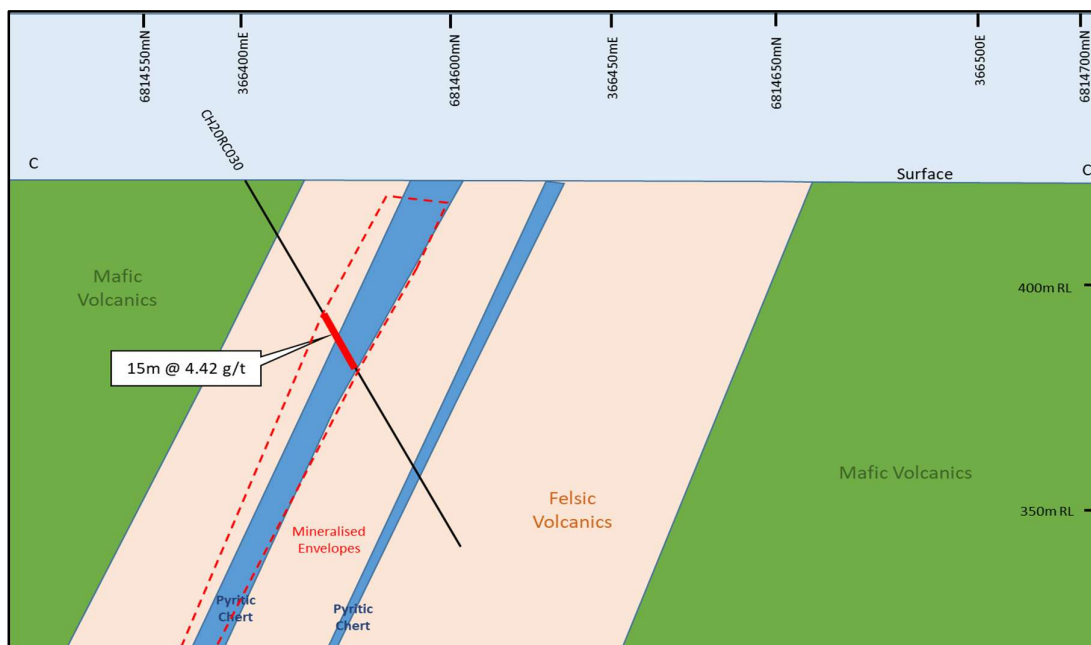 6814550mN
366400mE
6814600mN
366450mE
6814650mN
366500E
6814700mN
CH20RC030
C
Surface
C
Mafic
Volcanics
400m RL
15m @ 4.42 g/t
Mafic Volcanics
Felsic
Volcanics
350m RL
Mineralised
Envelopes
Pyritic
Chert
Pyritic
Chert